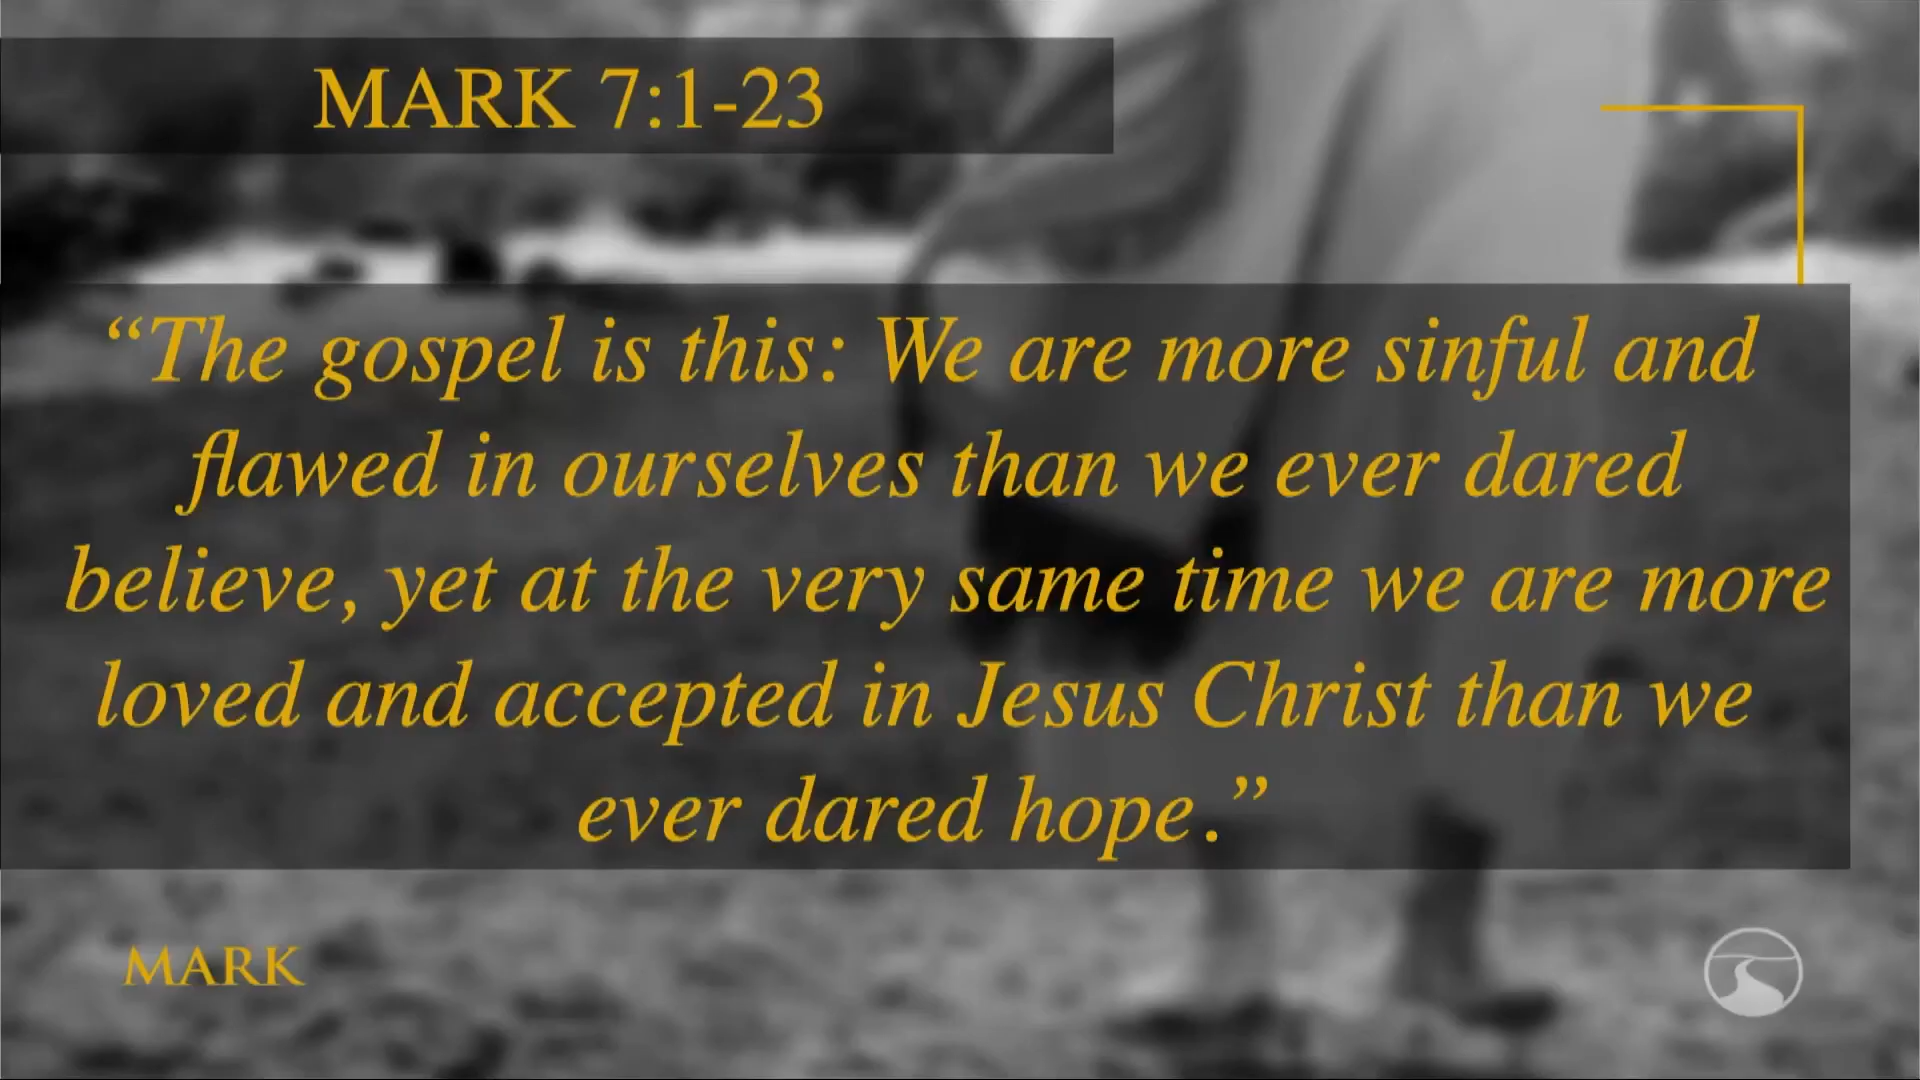 MARK 7:1-23
“The gospel is this: We are more sinful and
flawed in ourselves than we ever dared
believe, yet at the very same time we are more
loved and accepted in Jesus Christ than we
ever dared hope.”
MARK